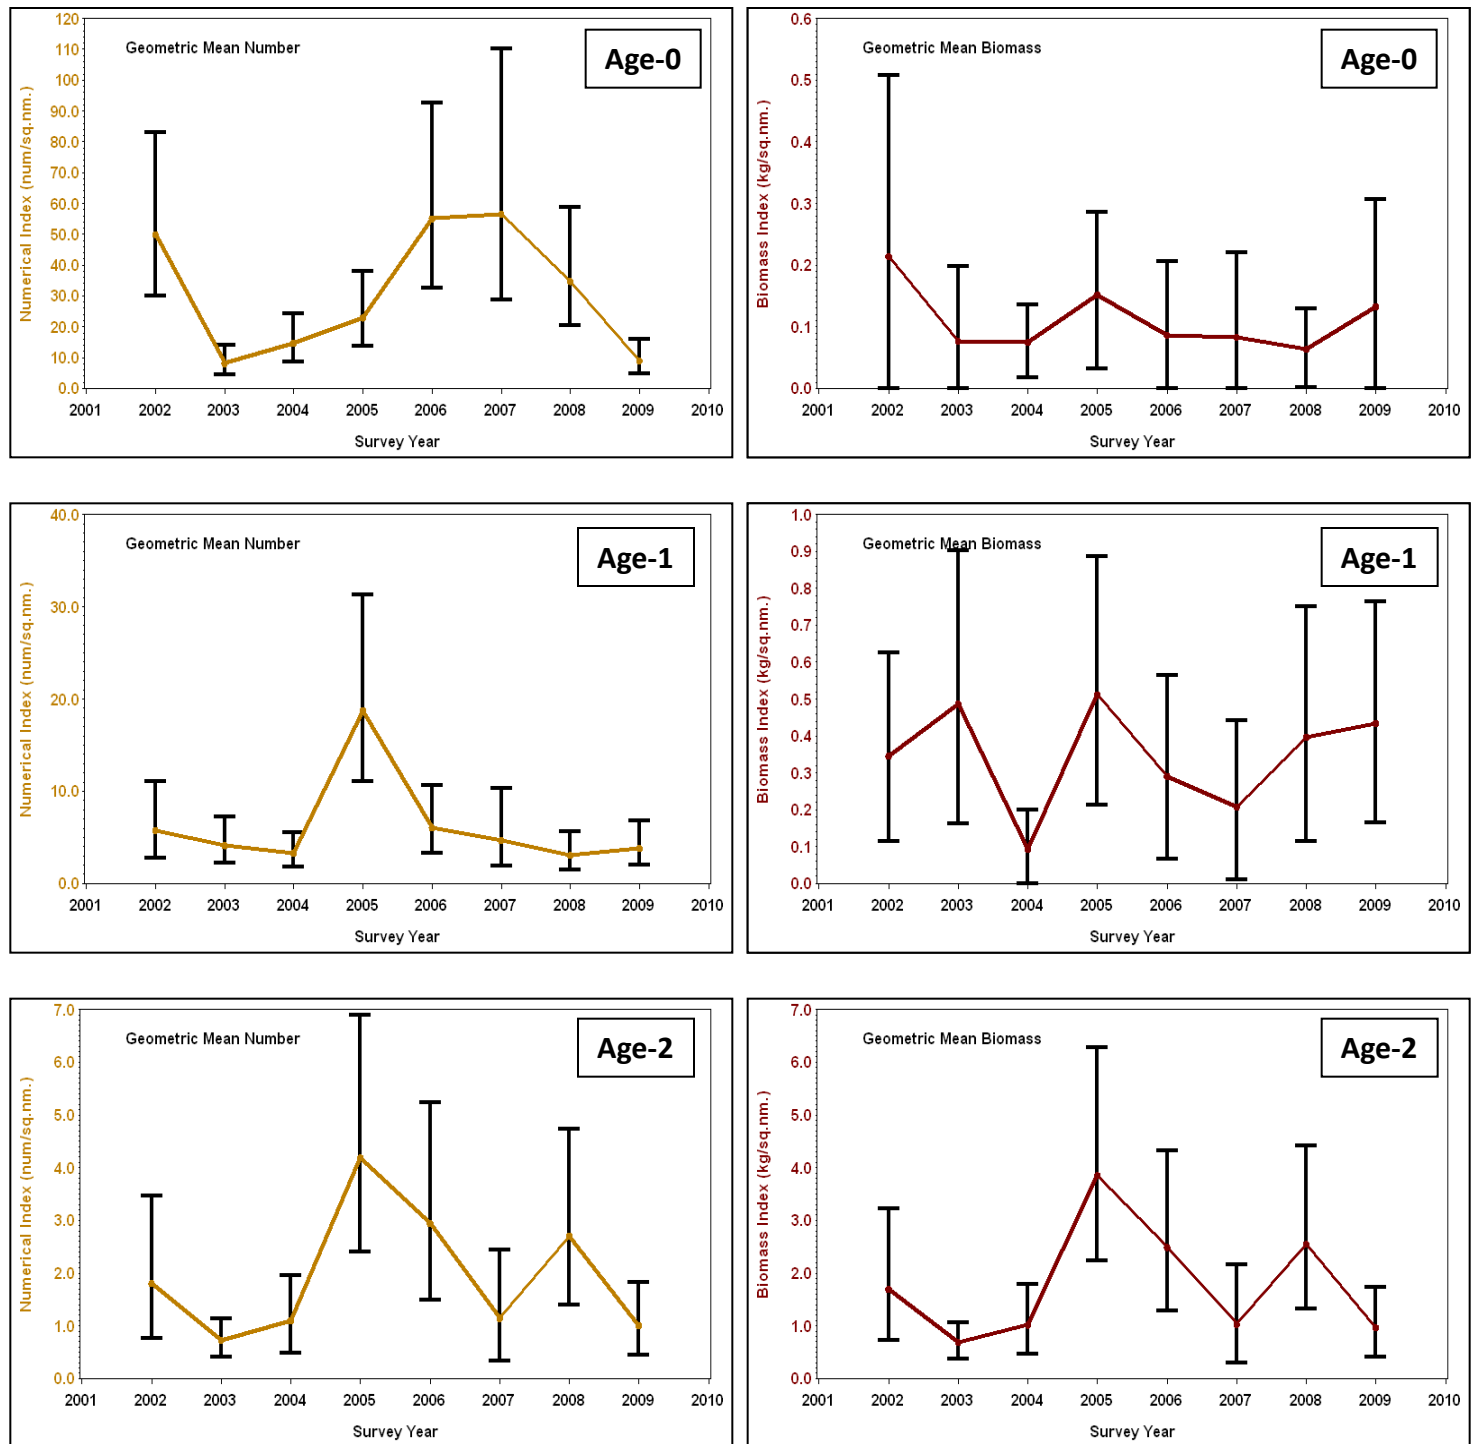 Geometric Mean Number
Age-0
Numerical Index (num/sq.nm.)
120
110
100
90.0
80.0
70.0
60.0
50.0
40.0
30.0
20.0
10.0
0.0
2001 2002 2003 2004 2005 2006 2007 2008 2009 2010
Survey Year
Geometric Mean Biomass
Age-0
Biomass Index (kg/sq.nm.)
0.6
0.5
0.4
0.3
0.2
0.1
0.0
2001 2002 2003 2004 2005 2006 2007 2008 2009 2010
Survey Year
Geometric Mean Number
Age-1
Numerical Index (num/sq.nm.)
40.0
30.0
20.0
10.0
0.0
2001 2002 2003 2004 2005 2006 2007 2008 2009 2010
Survey Year
Geometric Mean Biomass
Age-1
Biomass Index (kg/sq.nm.)
1.0
0.9
0.8
0.7
0.6
0.5
0.4
0.3
0.2
0.1
0.0
2001 2002 2003 2004 2005 2006 2007 2008 2009 2010
Survey Year
Geometric Mean Number
Age-2
Numerical Index (num/sq.nm.)
7.0
6.0
5.0
4.0
3.0
2.0
1.0
0.0
2001 2002 2003 2004 2005 2006 2007 2008 2009 2010
Survey Year
Geometric Mean Biomass
Age-2
Biomass Index (kg/sq.nm.)
7.0
6.0
5.0
4.0
3.0
2.0
1.0
0.0
2001 2002 2003 2004 2005 2006 2007 2008 2009 2010
Survey Year